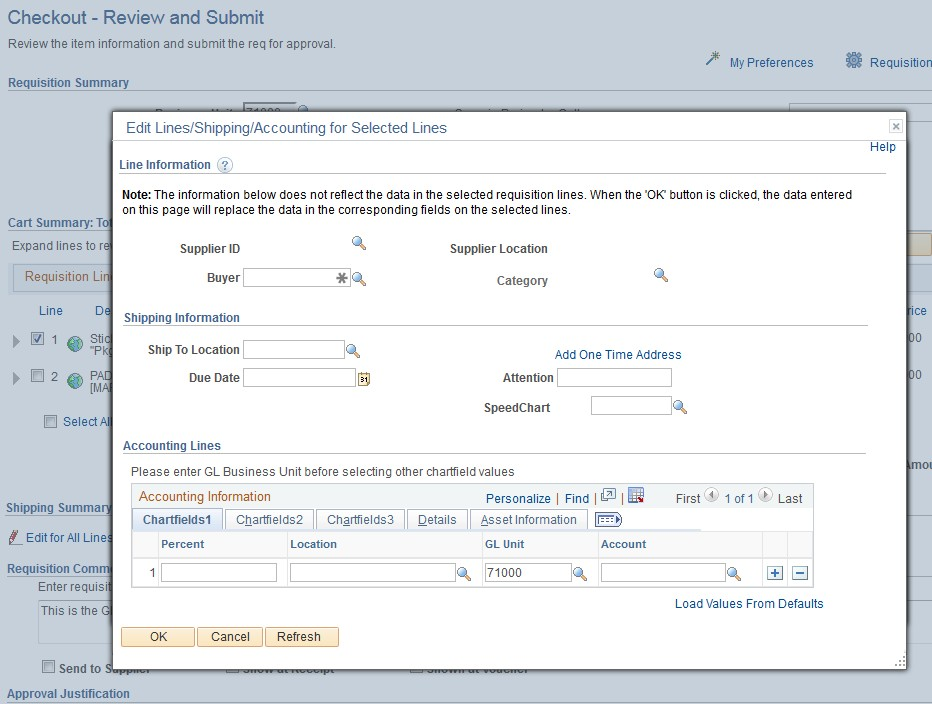 Checkout - Review and Submit
Review the item information and submit the req for approval.
My Preferences
Requisition
Requisition Summary
71000
Edit Lines/Shipping/Accounting for Selected Lines
Help
Line Information
Note: The information below does not reflect the data in the selected requisition lines. When the 'OK' button is clicked, the data entered
on this page will replace the data in the corresponding fields on the selected lines.
Supplier ID
Supplier Location
Buyer
Category
Shipping Information
Ship To Location
Add One Time Address
Due Date
31
Attention
SpeedChart
Accounting Lines
Please enter GL Business Unit before selecting other chartfield values
Accounting Information
Personalize | Find | |
First 1 of 1 Last
Chartfields1 Chartfields2 Chartfields3 Details Asset Information
Percent Location GL Unit Account
1 71000
Load Values From Defaults
OK Cancel Refresh
Cart Summary: To
Expand lines to re
Requisition Lin
Line De
1 Stic
"Pkg
2 PAD
[MA
Select Al
Shipping Summary
Edit for All Lines
Requisition Comm
Enter requisit
This is the G
Send to Supplier
Show at Receipt
Shown at Voucher
Approval Justification